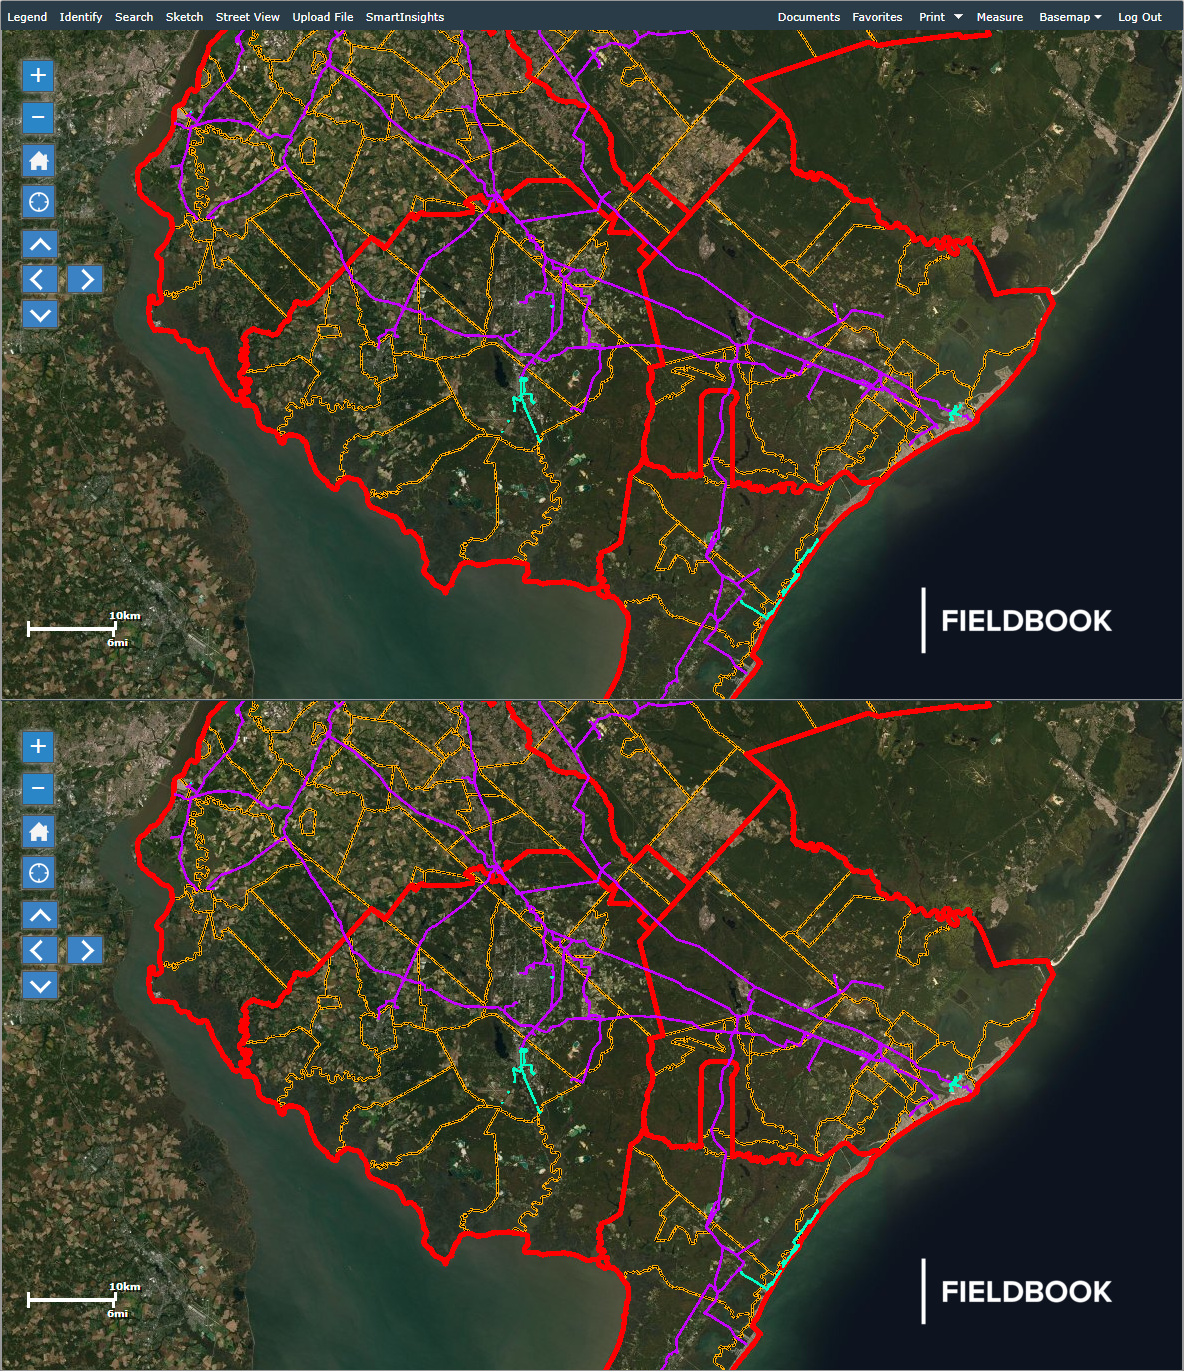 Legend Identify Search Sketch Street View Upload File SmartInsights Documents Favorites Print Measure Basemap Log Out
10km
6mi
FIELDBOOK
10km
6mi
FIELDBOOK